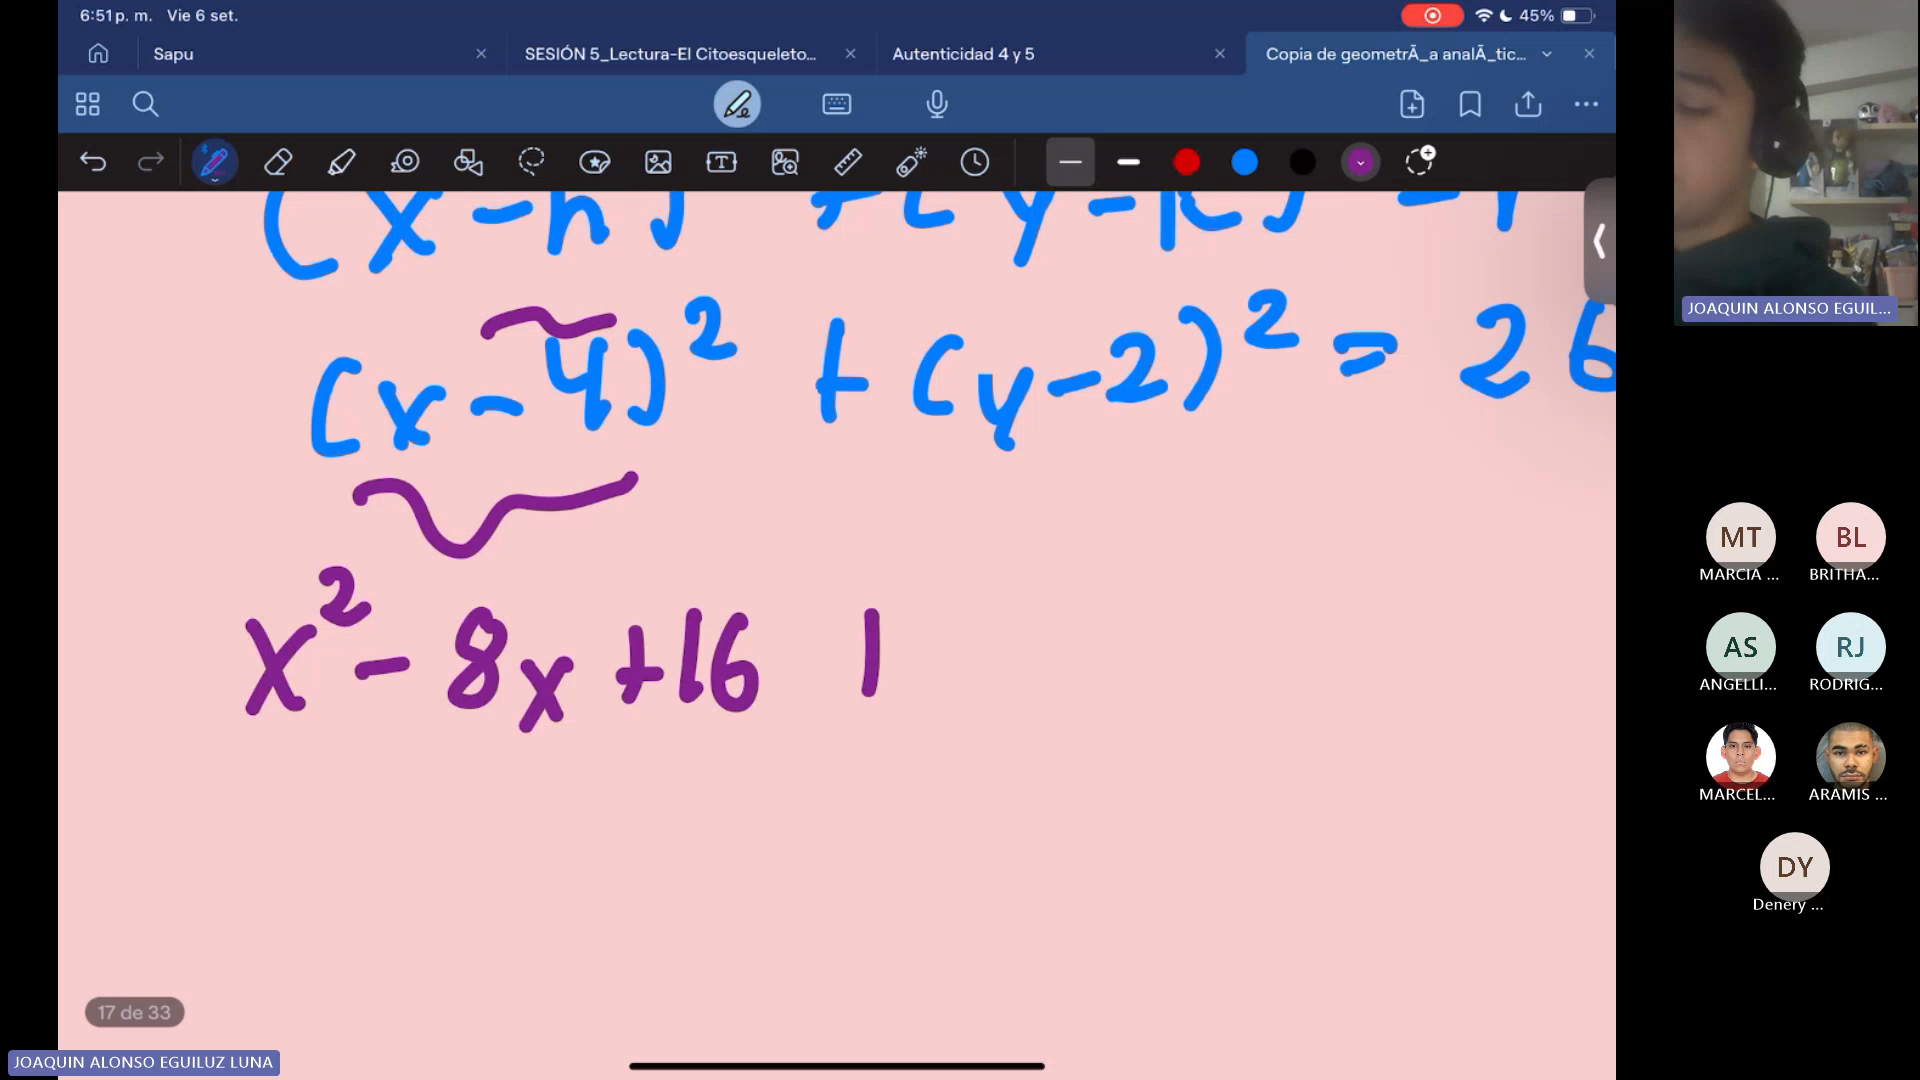 6:51 p. m. Vie 6 set. 45%
Sapu SESIÓN 5_Lectura-El Citoesqueleto... Autenticidad 4 y 5 Copia de geometrÃ_a analÃ_tic...
(x-h) + (y-k) =
(x-4)² + (y-2)² = 26
x² - 8x + 16 1
17 de 33
JOAQUIN ALONSO EGUILUZ LUNA
JOAQUIN ALONSO EGUIL...
MT BL
MARCIA ... BRITHA...
AS RJ
ANGELLI... RODRIG...
MARCEL... ARAMIS ...
DY
Denery ...